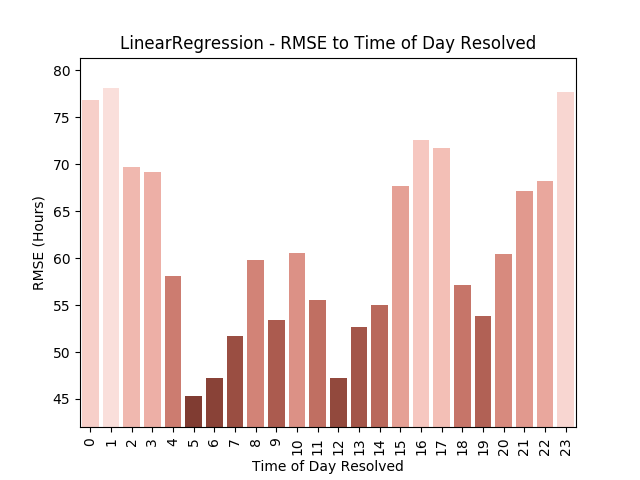 LinearRegression - RMSE to Time of Day Resolved
80
75
70
65
60
55
50
45
RMSE (Hours)
0 1 2 3 4 5 6 7 8 9 10 11 12 13 14 15 16 17 18 19 20 21 22 23
Time of Day Resolved